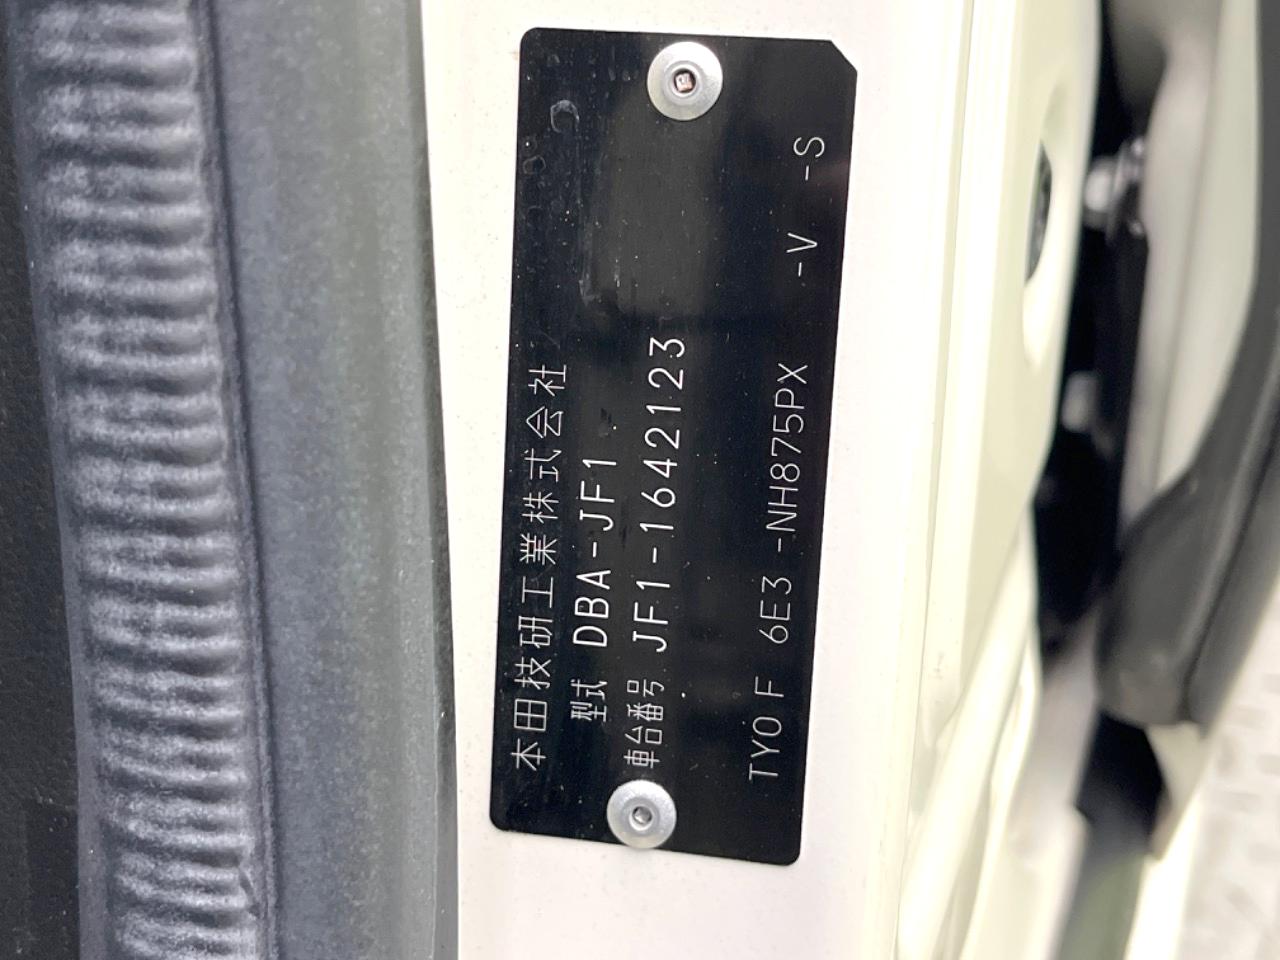 本田技研工業株式会社
型式 DBA-JF1
車台番号 JF1-1642123
TYO F 6E3 -NH875PX -V -S